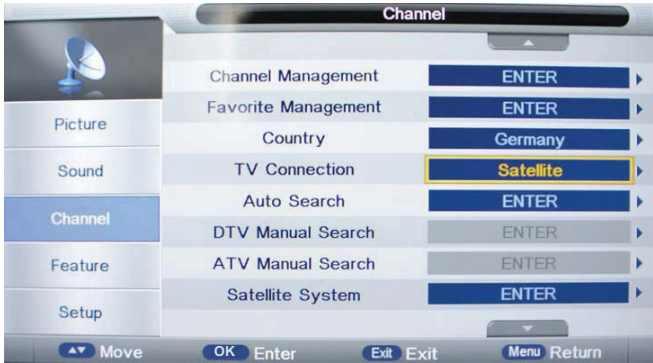 Channel
Channel Management ENTER
Favorite Management ENTER
Country Germany
TV Connection Satellite
Auto Search ENTER
DTV Manual Search ENTER
ATV Manual Search ENTER
Satellite System ENTER
Picture
Sound
Channel
Feature
Setup
Move OK Enter Exit Exit Menu Return